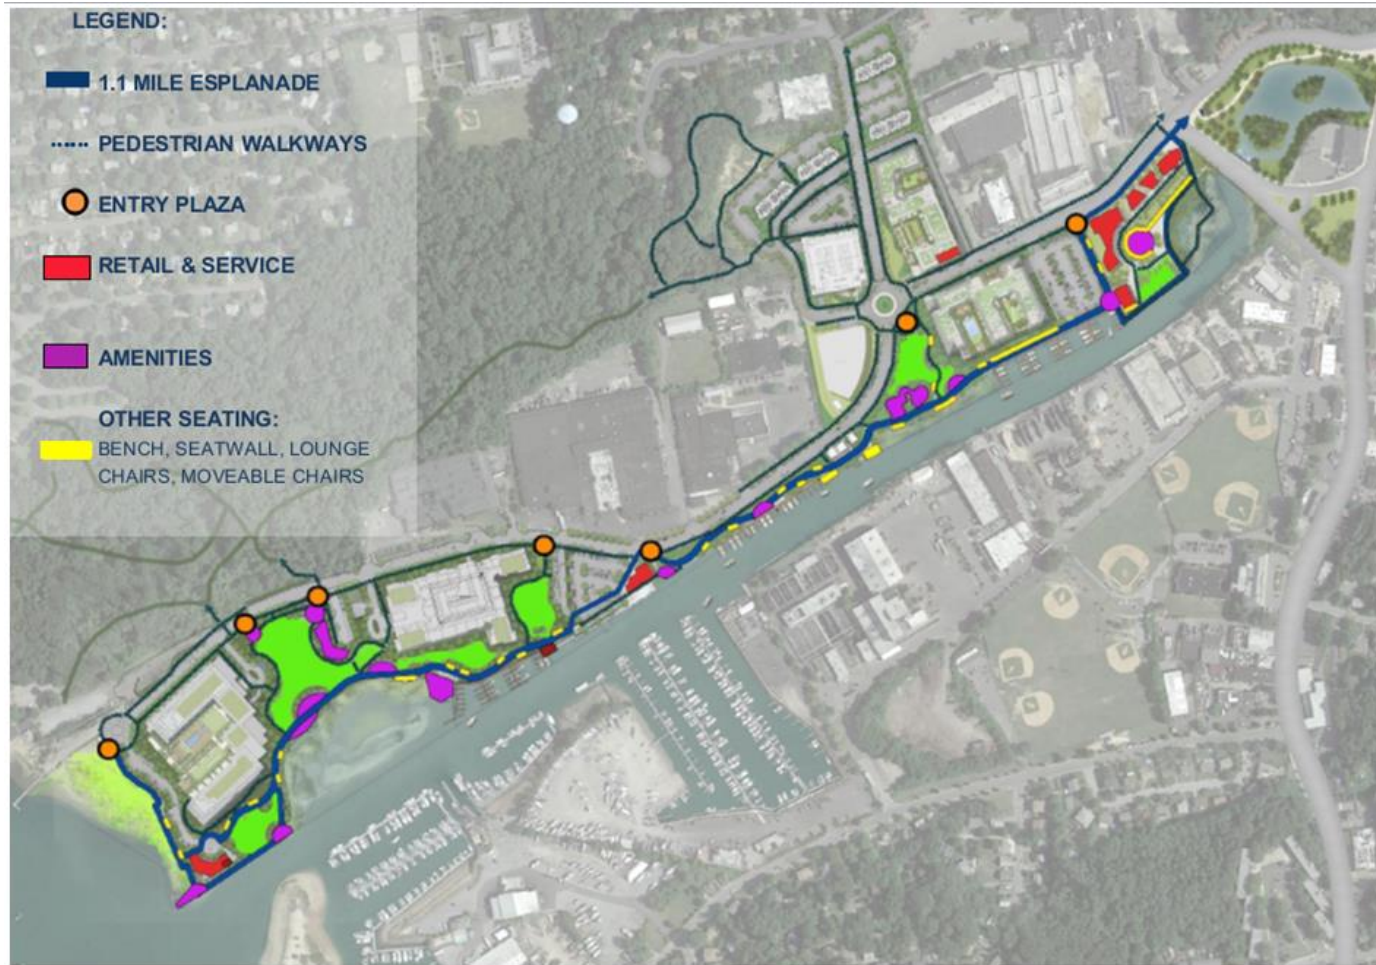 LEGEND:
1.1 MILE ESPLANADE
PEDESTRIAN WALKWAYS
ENTRY PLAZA
RETAIL & SERVICE
AMENITIES
OTHER SEATING:
BENCH, SEATWALL, LOUNGE
CHAIRS, MOVEABLE CHAIRS